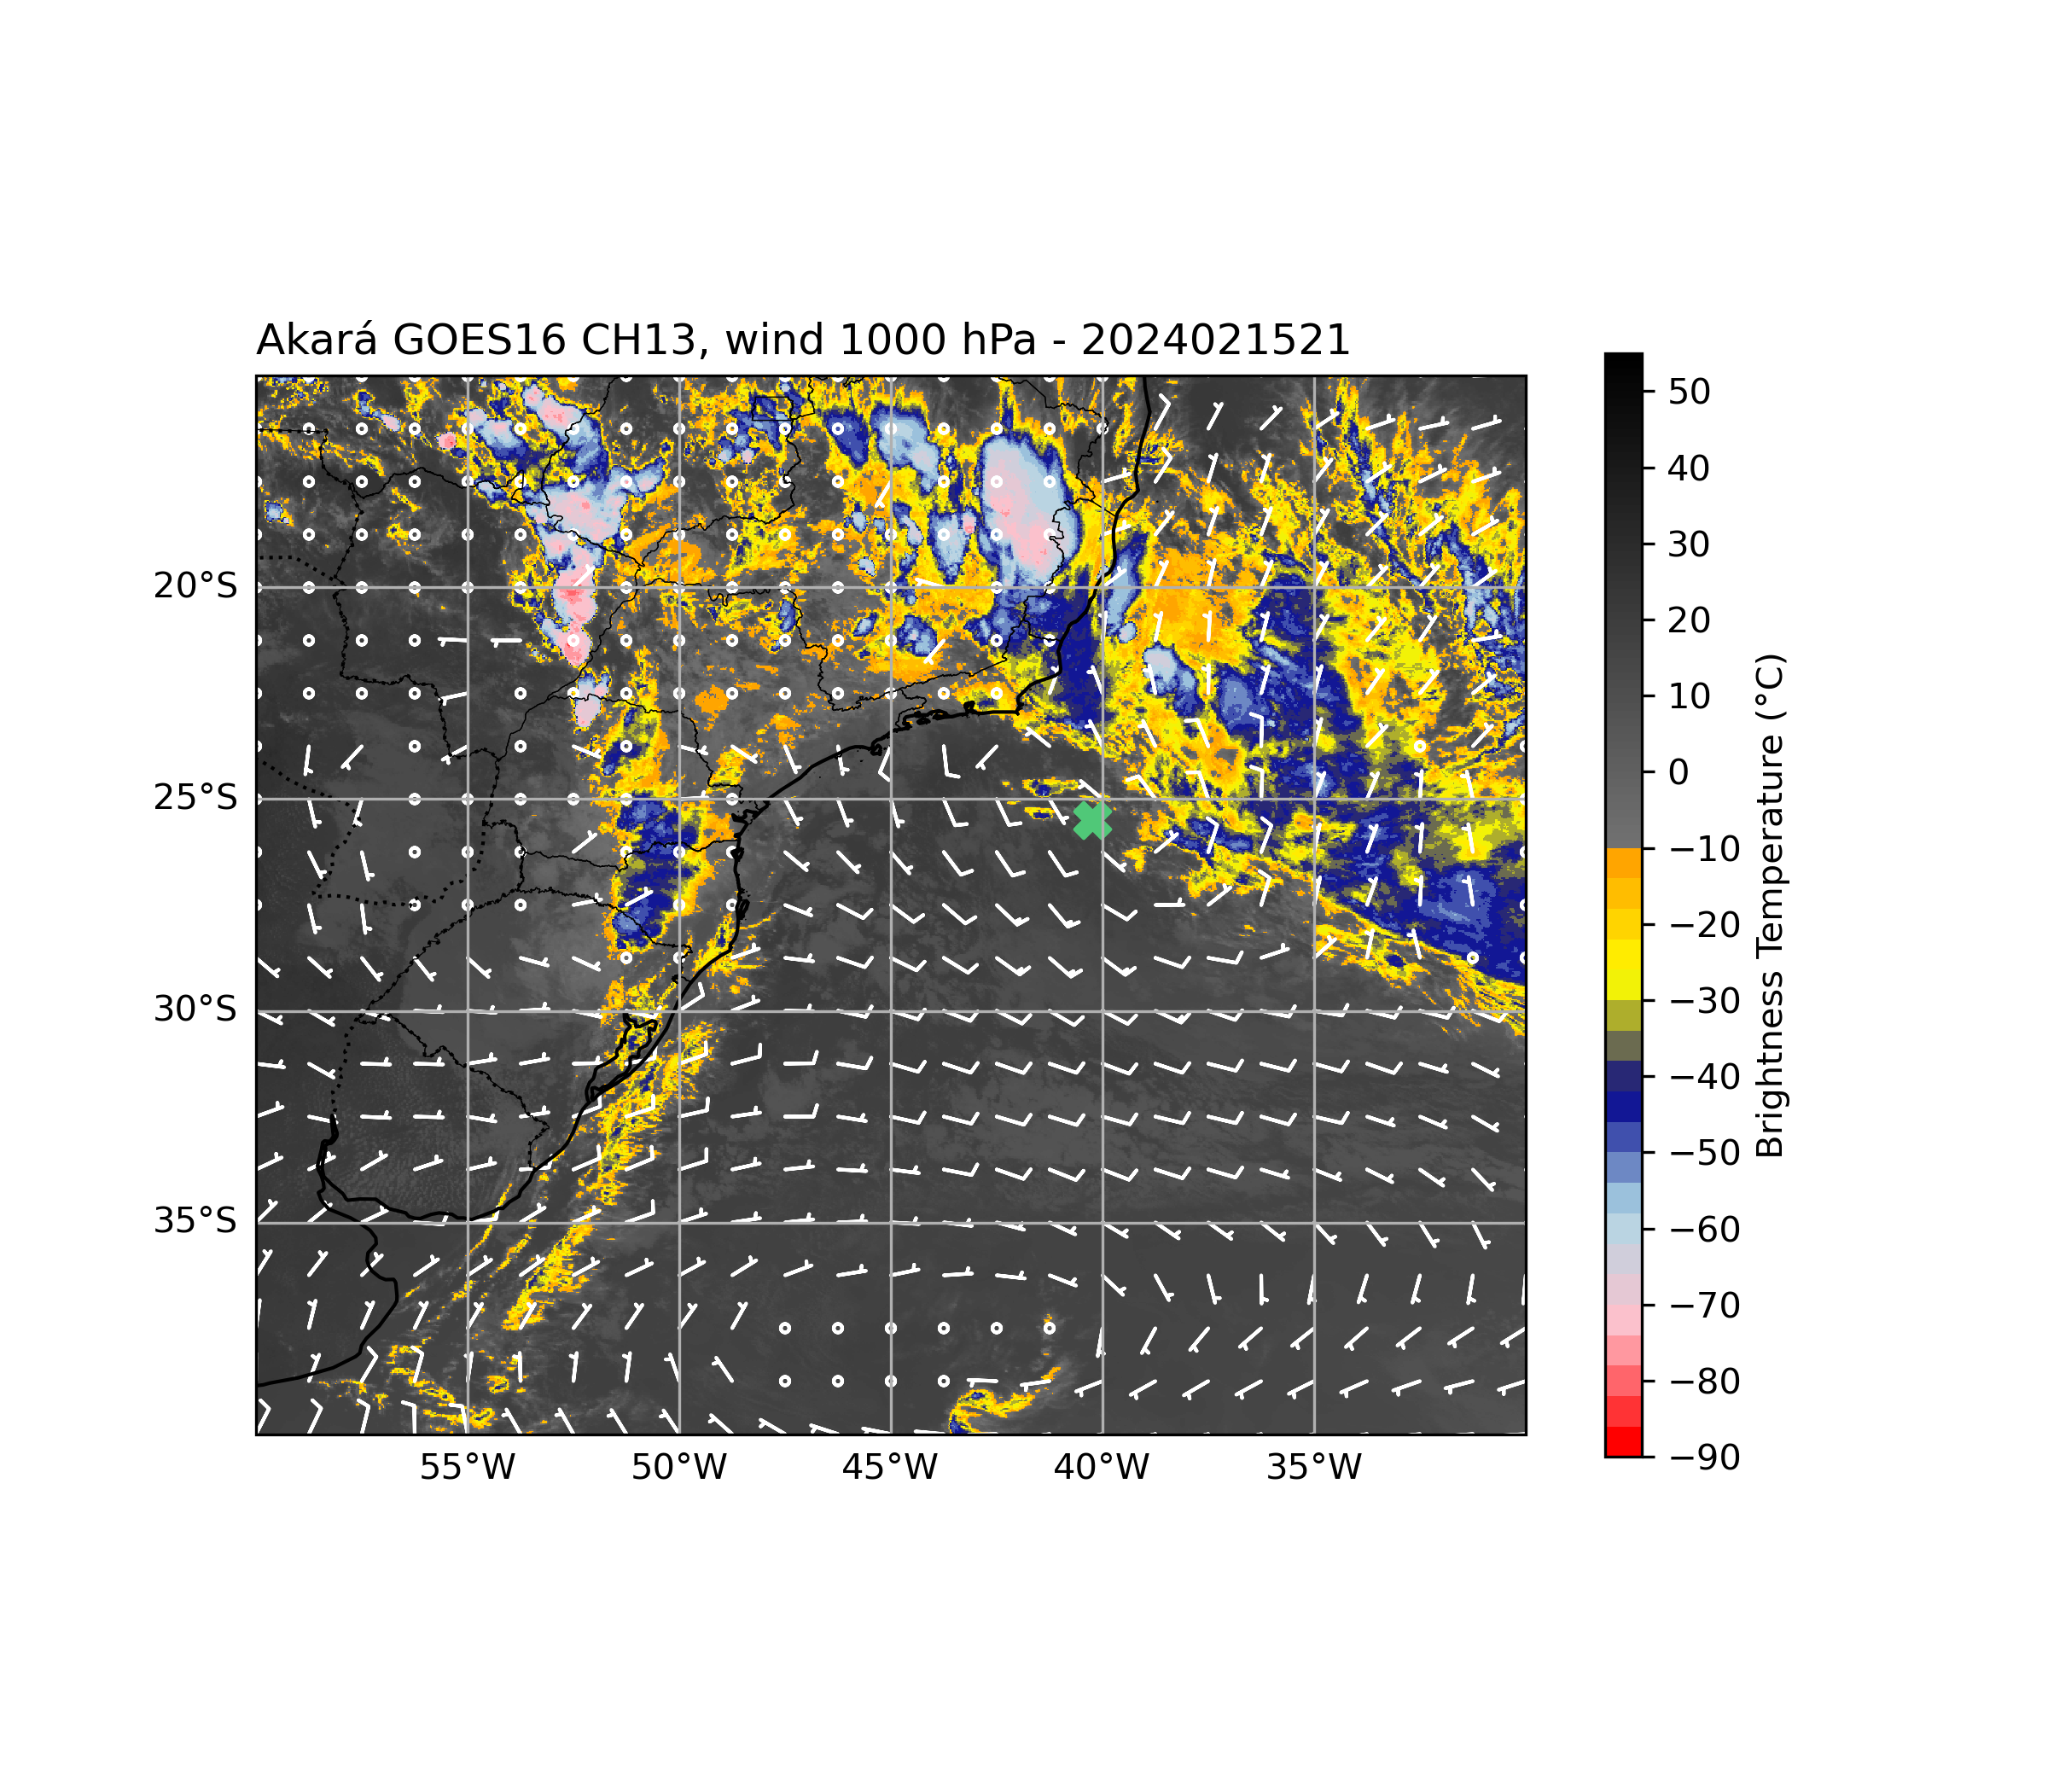 Akará GOES16 CH13, wind 1000 hPa - 2024021521
20°S
25°S
30°S
35°S
55°W
50°W
45°W
40°W
35°W
50
40
30
20
10
0
−10
−20
−30
−40
−50
−60
−70
−80
−90
Brightness Temperature (°C)